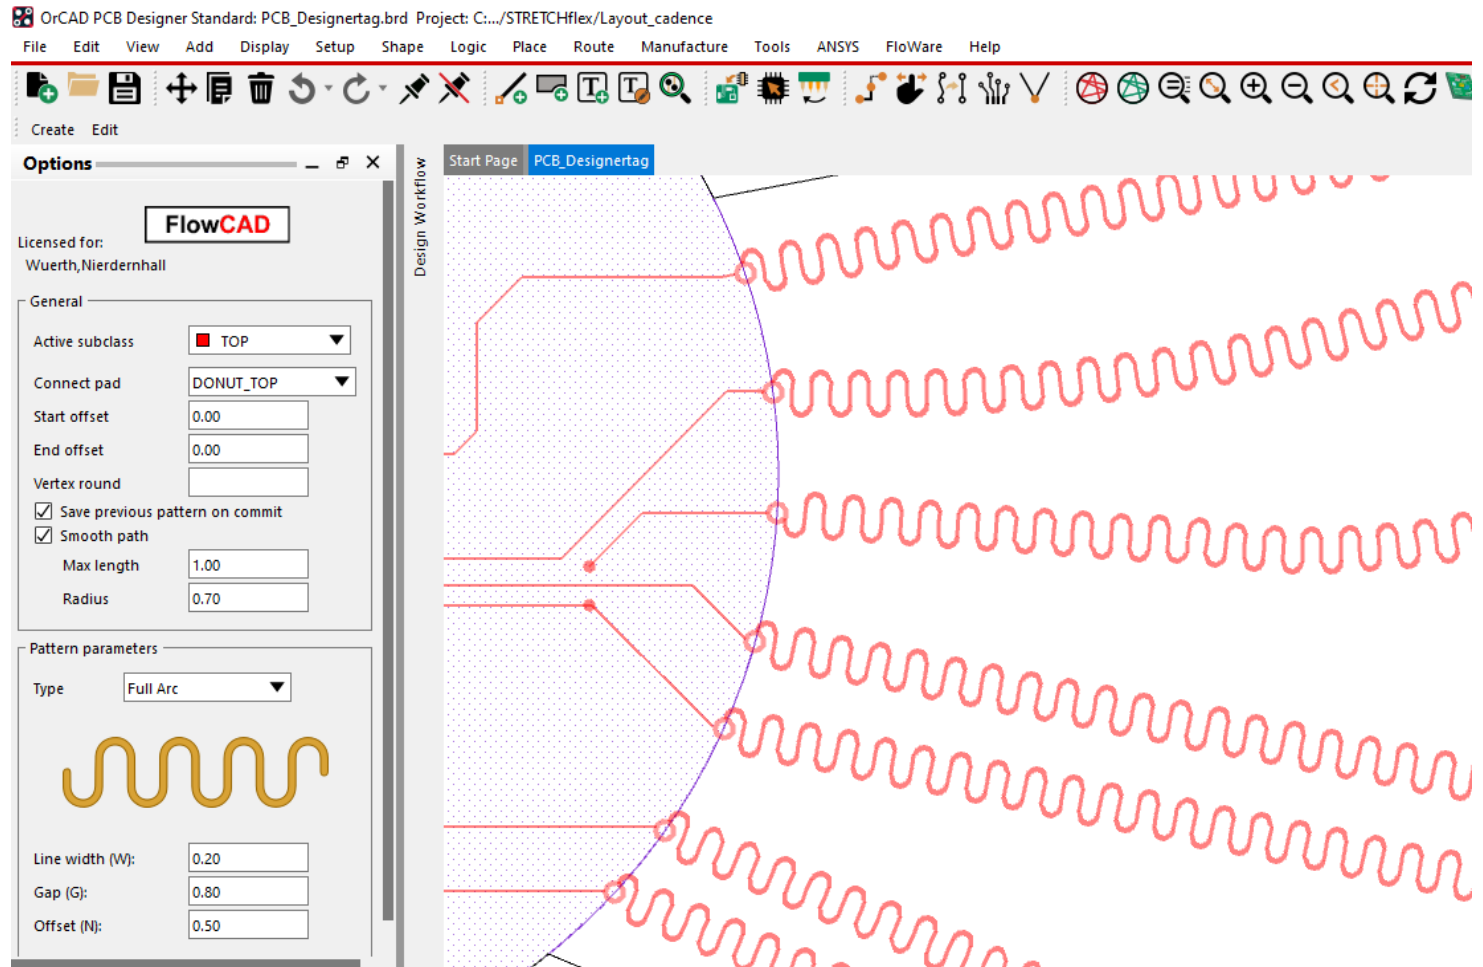 OrCAD PCB Designer Standard: PCB_Designertag.brd Project: C:.../STRETCHflex/Layout_cadence
File Edit View Add Display Setup Shape Logic Place Route Manufacture Tools ANSYS FloWare Help
Create Edit
Options
Design Workflow
Start Page PCB_Designertag
FlowCAD
Licensed for:
Wuerth,Nierdernhall
General
Active subclass TOP
Connect pad DONUT_TOP
Start offset 0.00
End offset 0.00
Vertex round
Save previous pattern on commit
Smooth path
Max length 1.00
Radius 0.70
Pattern parameters
Type Full Arc
Line width (W): 0.20
Gap (G): 0.80
Offset (N): 0.50